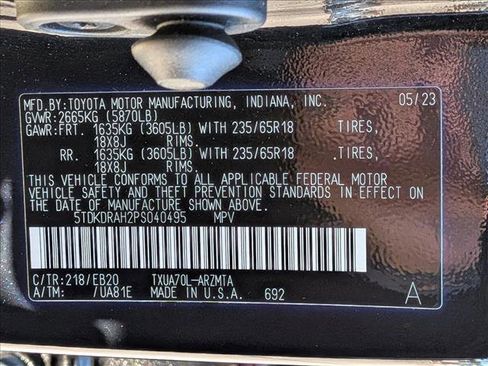 MFD.BY:TOYOTA MOTOR MANUFACTURING, INDIANA, INC. 05/23
GVWR:2665KG (5870LB)
GAWR:FRT. 1635KG (3605LB) WITH 235/65R18 TIRES,
18X8J RIMS.
RR. 1635KG (3605LB) WITH 235/65R18 TIRES,
18X8J RIMS.
THIS VEHICLE CONFORMS TO ALL APPLICABLE FEDERAL MOTOR
VEHICLE SAFETY AND THEFT PREVENTION STANDARDS IN EFFECT
ON THE DATE OF MANUFACTURE SHOWN ABOVE.
5TDKDRAH2PS040495 MPV
C/TR:218/EB20 TXUA70L-ARZMTA
A/TM: /UA81E MADE IN U.S.A. 692 A